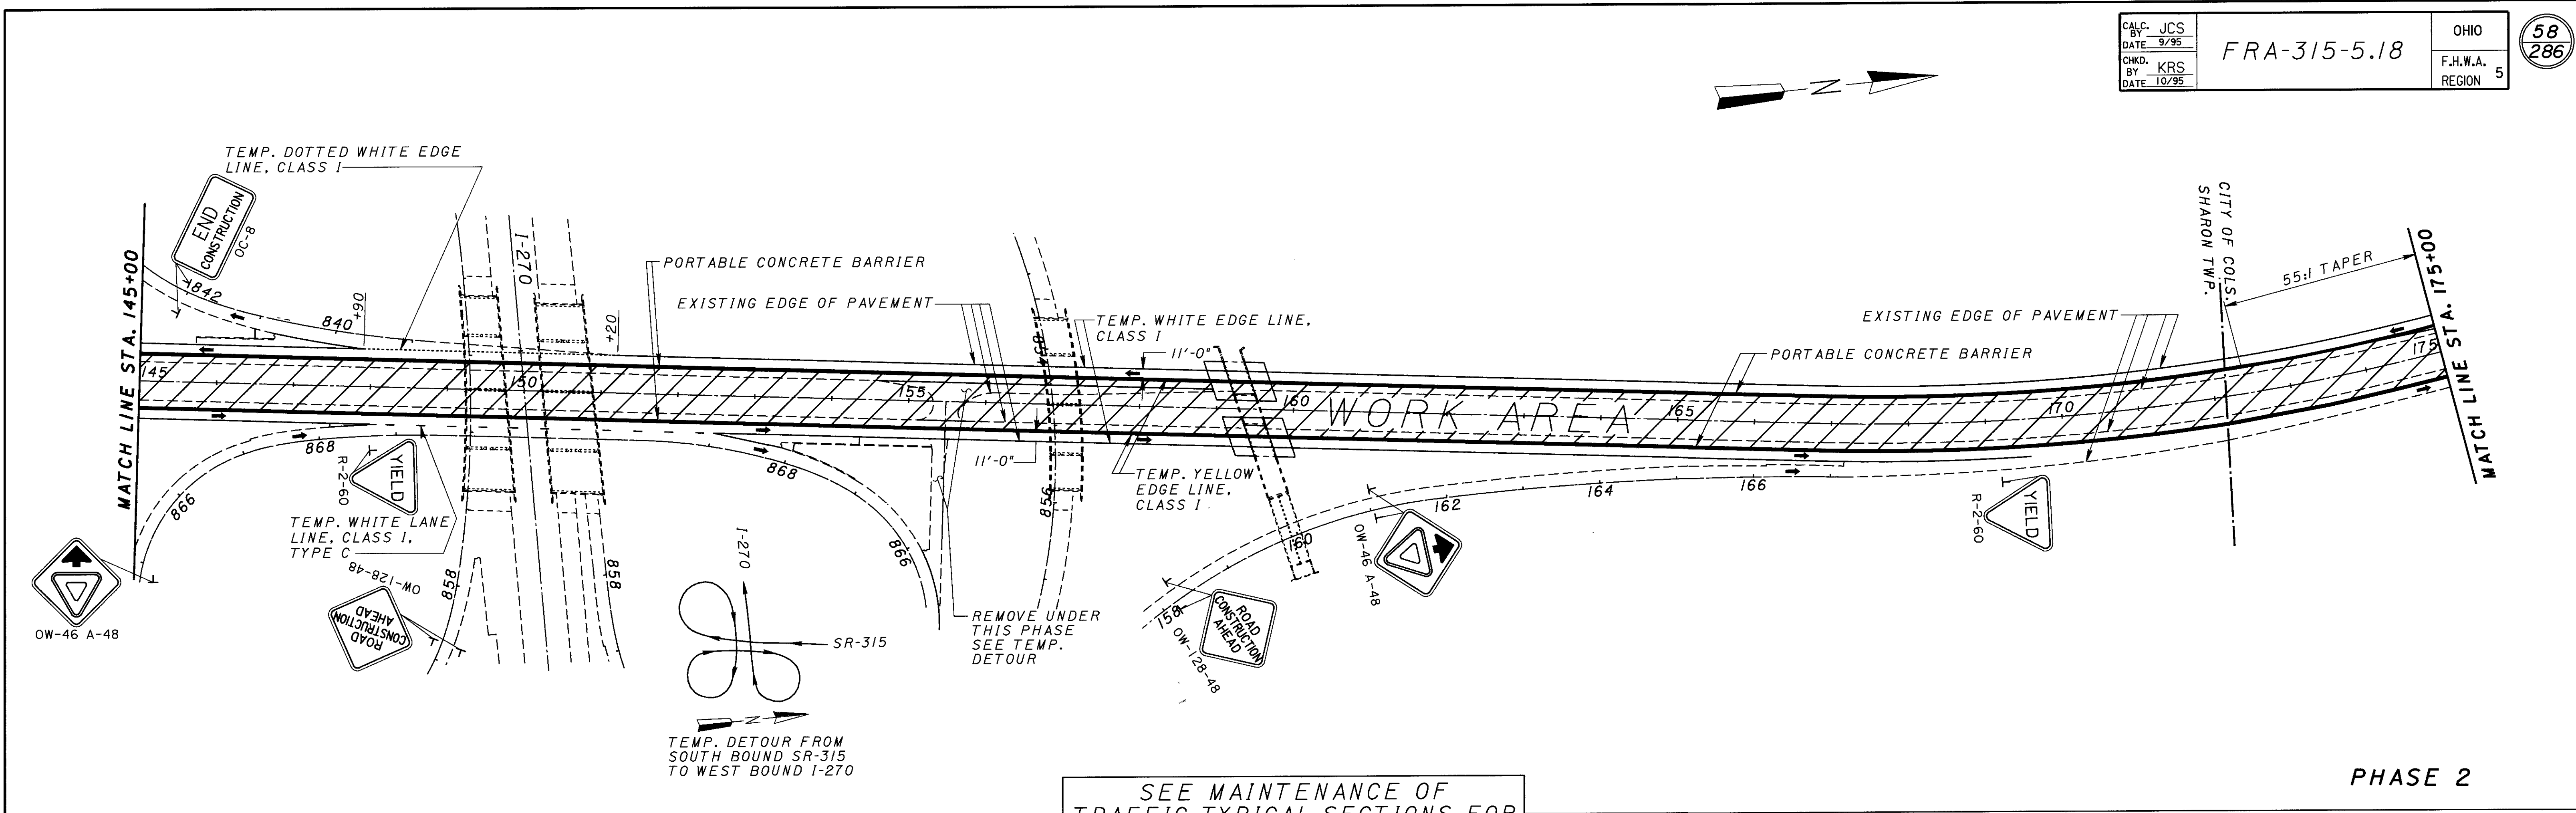 CALC. BY JCS
DATE 9/95
CHKD. BY KRS
DATE 10/95
FRA-315-5.18
OHIO
F.H.W.A.
REGION 5
58
286
N
TEMP. DOTTED WHITE EDGE
LINE, CLASS I
END
CONSTRUCTION
OC-8
MATCH LINE STA. 145+00
842
840
+90
I-270
+20
PORTABLE CONCRETE BARRIER
EXISTING EDGE OF PAVEMENT
TEMP. WHITE EDGE LINE,
CLASS I
11'-0"
EXISTING EDGE OF PAVEMENT
PORTABLE CONCRETE BARRIER
CITY OF COLS.
SHARON TWP.
55:1 TAPER
MATCH LINE STA. 175+00
145
150
155
160
WORK AREA
165
170
175
868
866
YIELD
R-2-60
TEMP. WHITE LANE
LINE, CLASS I,
TYPE C
OW-46 A-48
OW-128-48
ROAD
CONSTRUCTION
AHEAD
858
858
868
866
11'-0"
856
TEMP. YELLOW
EDGE LINE,
CLASS I
REMOVE UNDER
THIS PHASE
SEE TEMP.
DETOUR
I-270
SR-315
N
TEMP. DETOUR FROM
SOUTH BOUND SR-315
TO WEST BOUND I-270
158
160
162
164
166
ROAD
CONSTRUCTION
AHEAD
OW-128-48
OW-46 A-48
YIELD
R-2-60
PHASE 2
SEE MAINTENANCE OF
TRAFFIC TYPICAL SECTIONS FOR